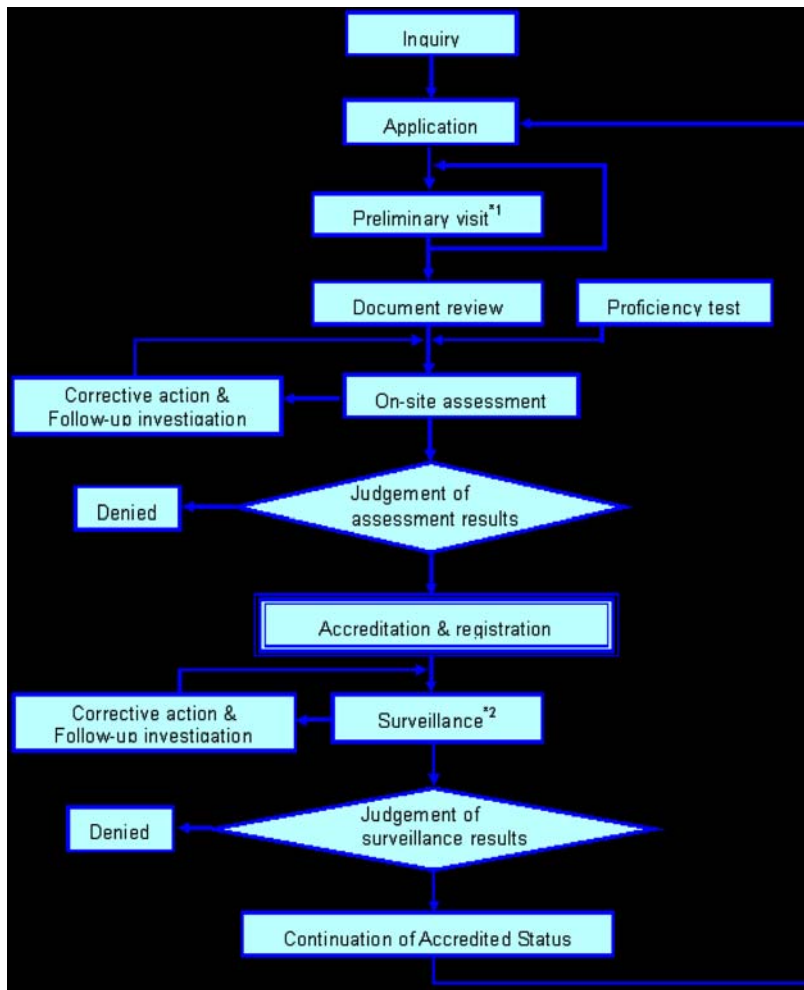 Inquiry
Application
Preliminary visit*1
Document review
Proficiency test
Corrective action &
Follow-up investigation
On-site assessment
Judgement of
assessment results
Denied
Accreditation & registration
Corrective action &
Follow-up investigation
Surveillance*2
Judgement of
surveillance results
Denied
Continuation of Accredited Status